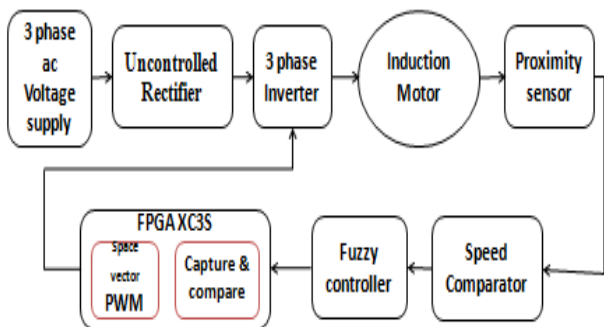 3 phase
ac
Voltage
supply
Uncontrolled
Rectifier
3 phase
Inverter
Induction
Motor
Proximity
sensor
FPGA XC3S
Space
vector
PWM
Capture &
compare
Fuzzy
controller
Speed
Comparator